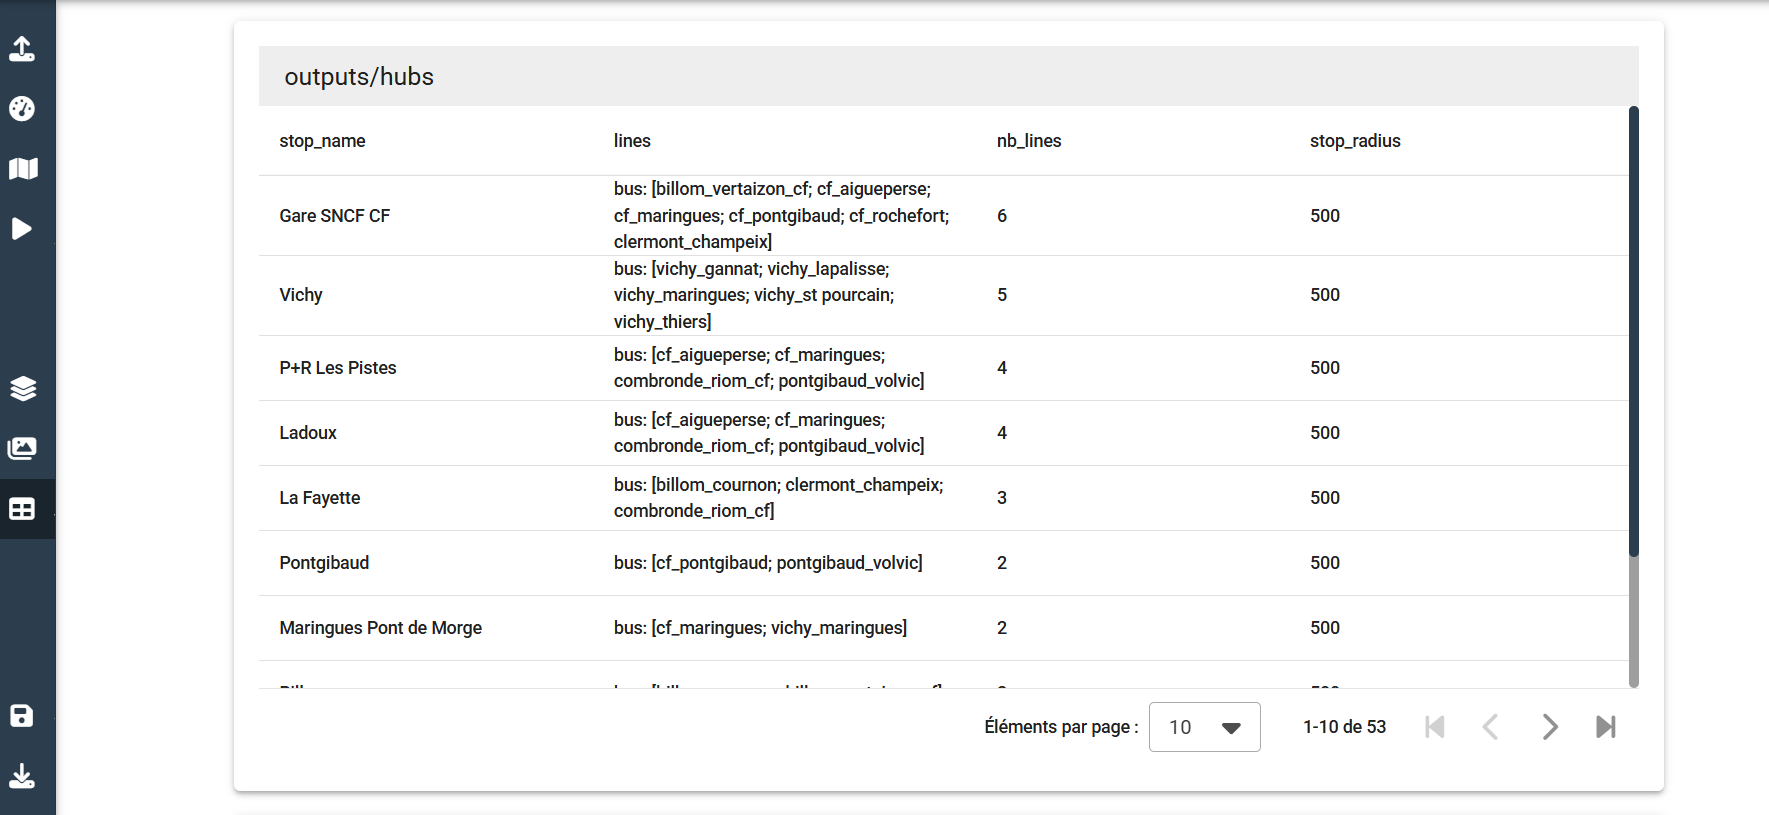 outputs/hubs
stop_name lines nb_lines stop_radius
bus: [billom_vertaizon_cf; cf_aigueperse;
Gare SNCF CF cf_maringues; cf_pontgibaud; cf_rochefort; 6 500
clermont_champeix]
bus: [vichy_gannat; vichy_lapalisse;
Vichy vichy_maringues; vichy_st pourcain; 5 500
vichy_thiers]
P+R Les Pistes bus: [cf_aigueperse; cf_maringues; 4 500
combronde_riom_cf; pontgibaud_volvic]
Ladoux bus: [cf_aigueperse; cf_maringues; 4 500
combronde_riom_cf; pontgibaud_volvic]
La Fayette bus: [billom_cournon; clermont_champeix; 3 500
combronde_riom_cf]
Pontgibaud bus: [cf_pontgibaud; pontgibaud_volvic] 2 500
Maringues Pont de Morge bus: [cf_maringues; vichy_maringues] 2 500
Éléments par page : 10 1-10 de 53